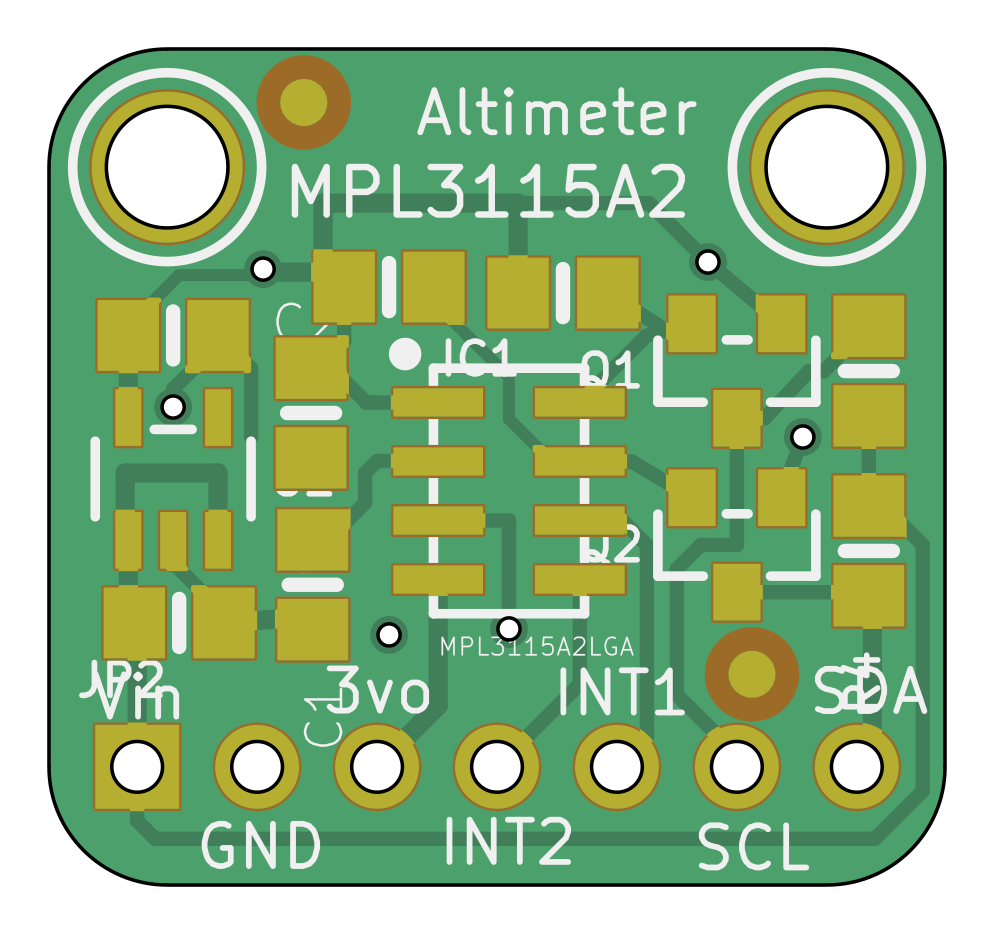 Altimeter
MPL3115A2
IC1
Q1
Q2
MPL3115A2LGA
JP2
Vin
C1
3vo
INT1
SDA
GND
INT2
SCL